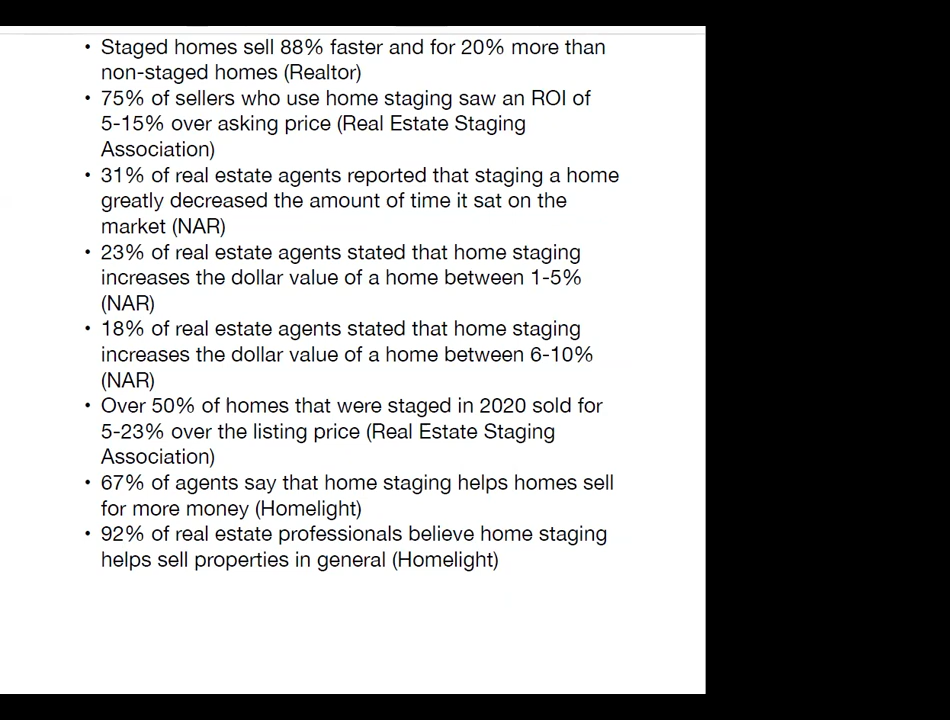 • Staged homes sell 88% faster and for 20% more than
non-staged homes (Realtor)
• 75% of sellers who use home staging saw an ROI of
5-15% over asking price (Real Estate Staging
Association)
• 31% of real estate agents reported that staging a home
greatly decreased the amount of time it sat on the
market (NAR)
• 23% of real estate agents stated that home staging
increases the dollar value of a home between 1-5%
(NAR)
• 18% of real estate agents stated that home staging
increases the dollar value of a home between 6-10%
(NAR)
• Over 50% of homes that were staged in 2020 sold for
5-23% over the listing price (Real Estate Staging
Association)
• 67% of agents say that home staging helps homes sell
for more money (Homelight)
• 92% of real estate professionals believe home staging
helps sell properties in general (Homelight)